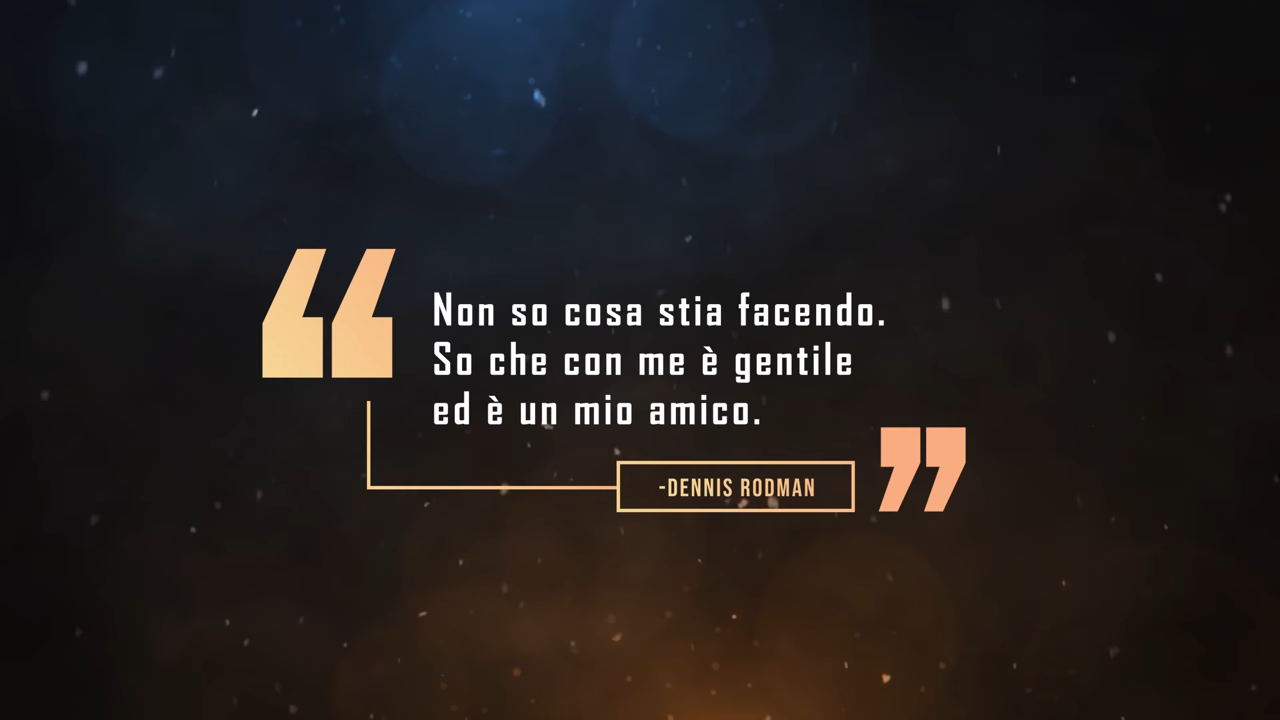 Non so cosa stia facendo.
So che con me è gentile
ed è un mio amico.
-DENNIS RODMAN